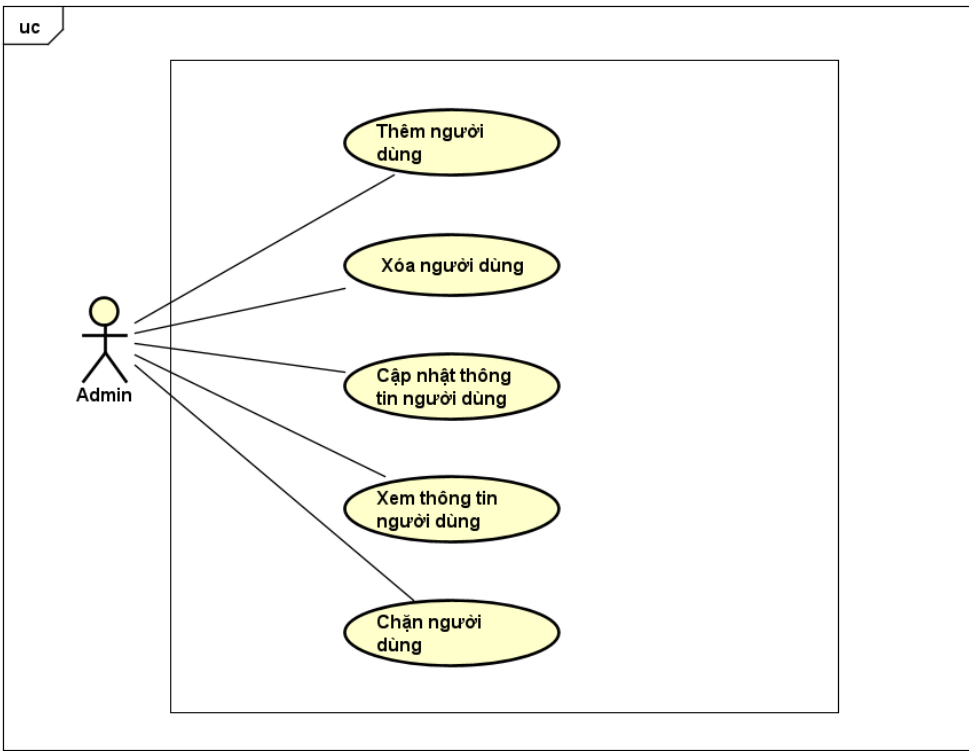 uc
Thêm người
dùng
Xóa người dùng
Cập nhật thông
tin người dùng
Admin
Xem thông tin
người dùng
Chặn người
dùng